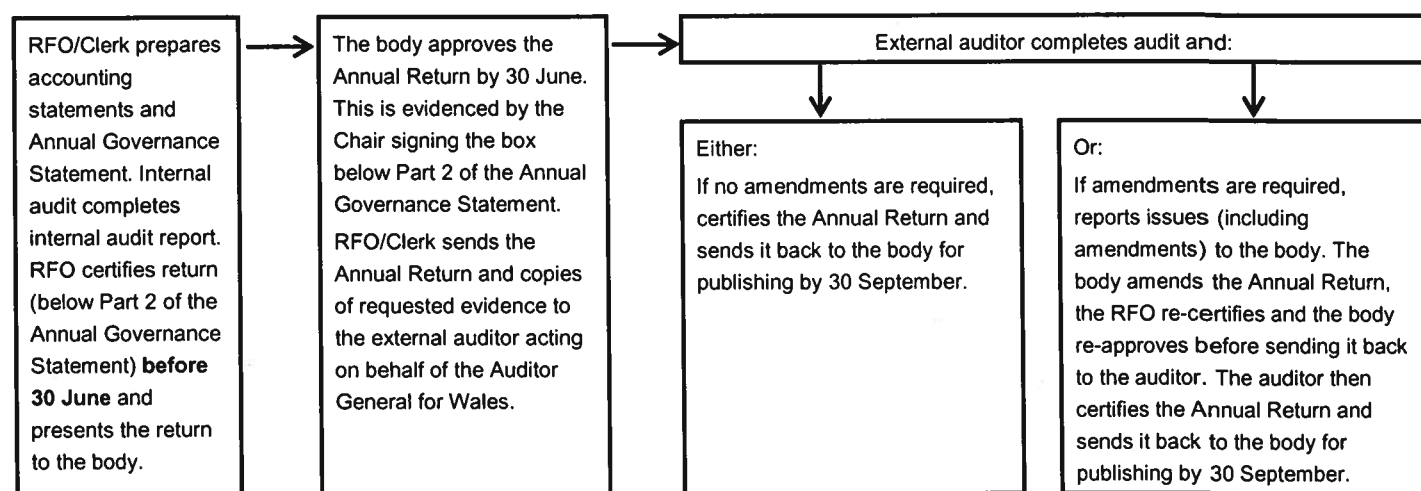 RFO/Clerk prepares
accounting
statements and
Annual Governance
Statement. Internal
audit completes
internal audit report.
RFO certifies return
(below Part 2 of the
Annual Governance
Statement) before
30 June and
presents the return
to the body.
The body approves the
Annual Return by 30 June.
This is evidenced by the
Chair signing the box
below Part 2 of the Annual
Governance Statement.
RFO/Clerk sends the
Annual Return and copies
of requested evidence to
the external auditor acting
on behalf of the Auditor
General for Wales.
External auditor completes audit and:
Either:
If no amendments are required,
certifies the Annual Return and
sends it back to the body for
publishing by 30 September.
Or:
If amendments are required,
reports issues (including
amendments) to the body. The
body amends the Annual Return,
the RFO re-certifies and the body
re-approves before sending it back
to the auditor. The auditor then
certifies the Annual Return and
sends it back to the body for
publishing by 30 September.